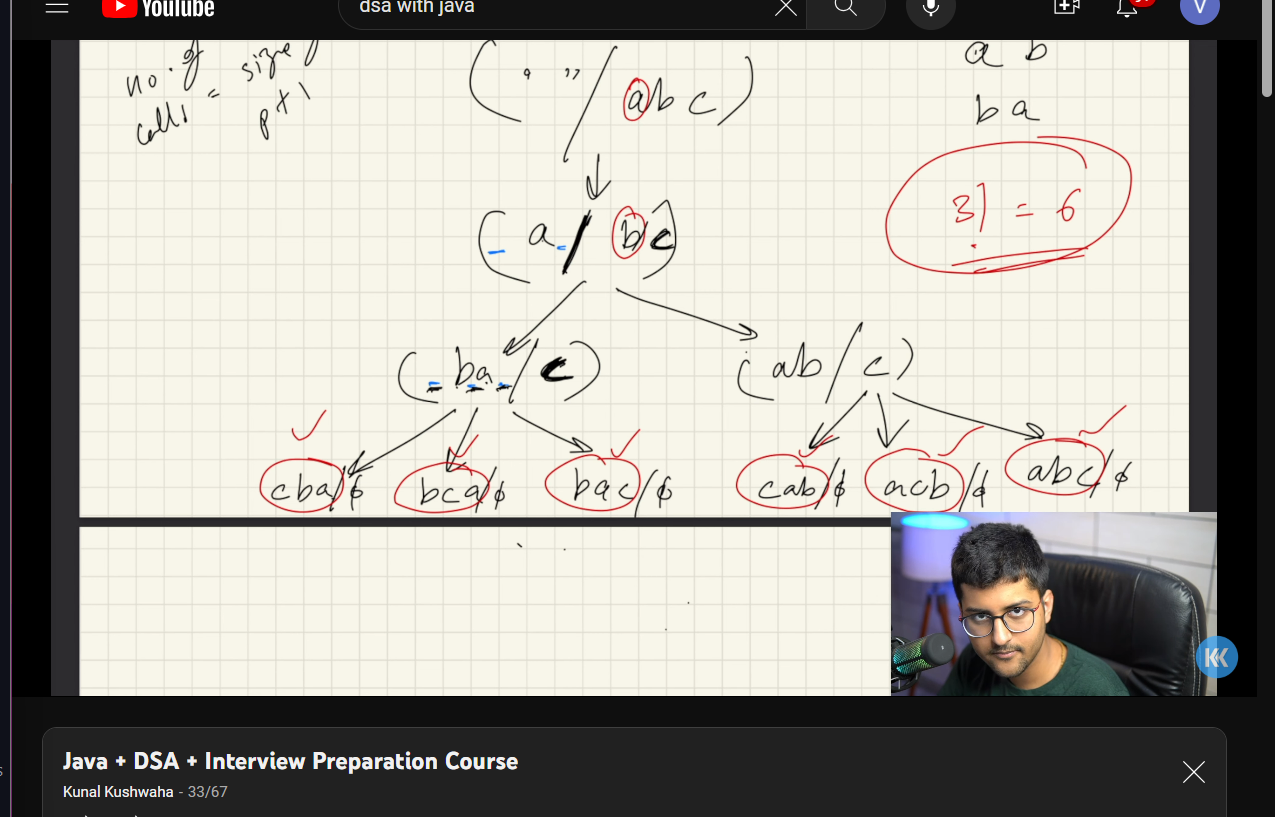 YouTube
dsa with java
V
no. of calls = size p + 1
(" " / abc)
a b
b a
3! = 6
(_ a _ / bc)
(_ ba _ / c)
(ab / c)
cba/ϕ bca/ϕ bac/ϕ cab/ϕ acb/ϕ abc/ϕ
KK
Java + DSA + Interview Preparation Course
Kunal Kushwaha - 33/67